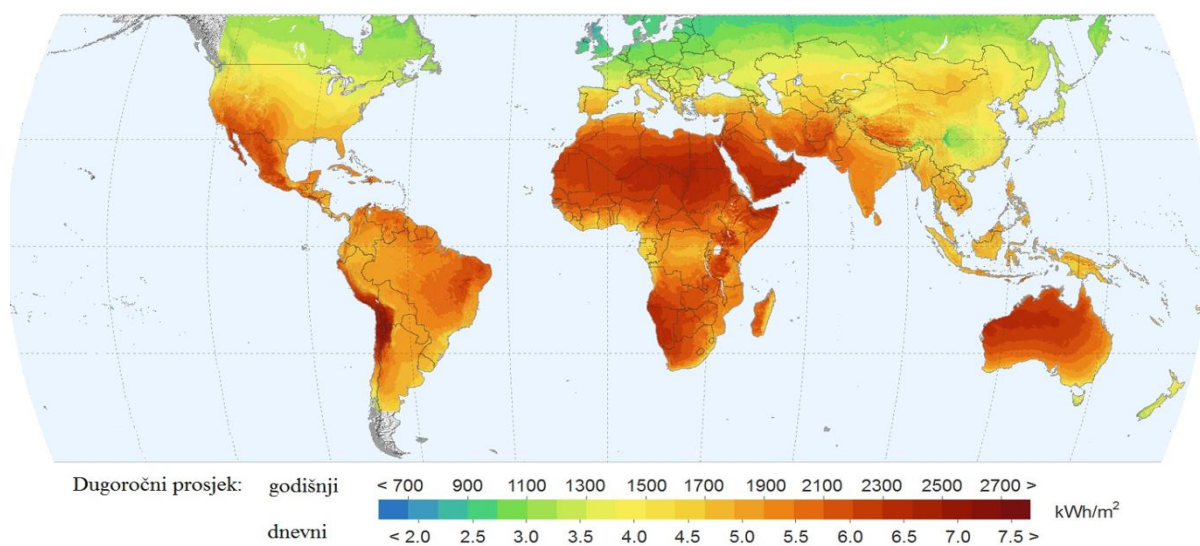 Dugoročni prosjek: godišnji < 700 900 1100 1300 1500 1700 1900 2100 2300 2500 2700 >
kWh/m²
dnevni < 2.0 2.5 3.0 3.5 4.0 4.5 5.0 5.5 6.0 6.5 7.0 7.5 >